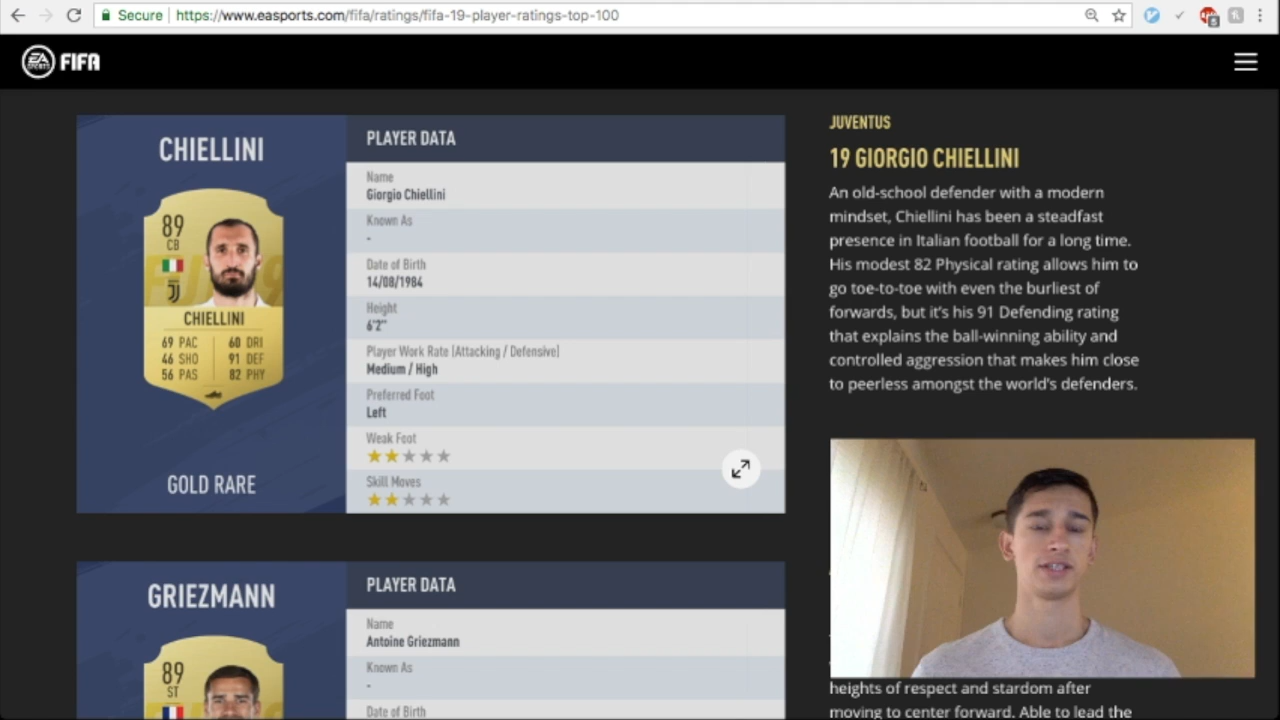 Secure https://www.easports.com/fifa/ratings/fifa-19-player-ratings-top-100
EA SPORTS FIFA
CHIELLINI
89
CB
CHIELLINI
69 PAC 60 DRI
46 SHO 91 DEF
56 PAS 82 PHY
GOLD RARE
PLAYER DATA
Name
Giorgio Chiellini
Known As
-
Date of Birth
14/08/1984
Height
6'2"
Player Work Rate (Attacking / Defensive)
Medium / High
Preferred Foot
Left
Weak Foot
Skill Moves
JUVENTUS
19 GIORGIO CHIELLINI
An old-school defender with a modern
mindset, Chiellini has been a steadfast
presence in Italian football for a long time.
His modest 82 Physical rating allows him to
go toe-to-toe with even the burliest of
forwards, but it's his 91 Defending rating
that explains the ball-winning ability and
controlled aggression that makes him close
to peerless amongst the world's defenders.
GRIEZMANN
89
ST
PLAYER DATA
Name
Antoine Griezmann
Known As
-
Date of Birth
heights of respect and stardom after
moving to center forward. Able to lead the